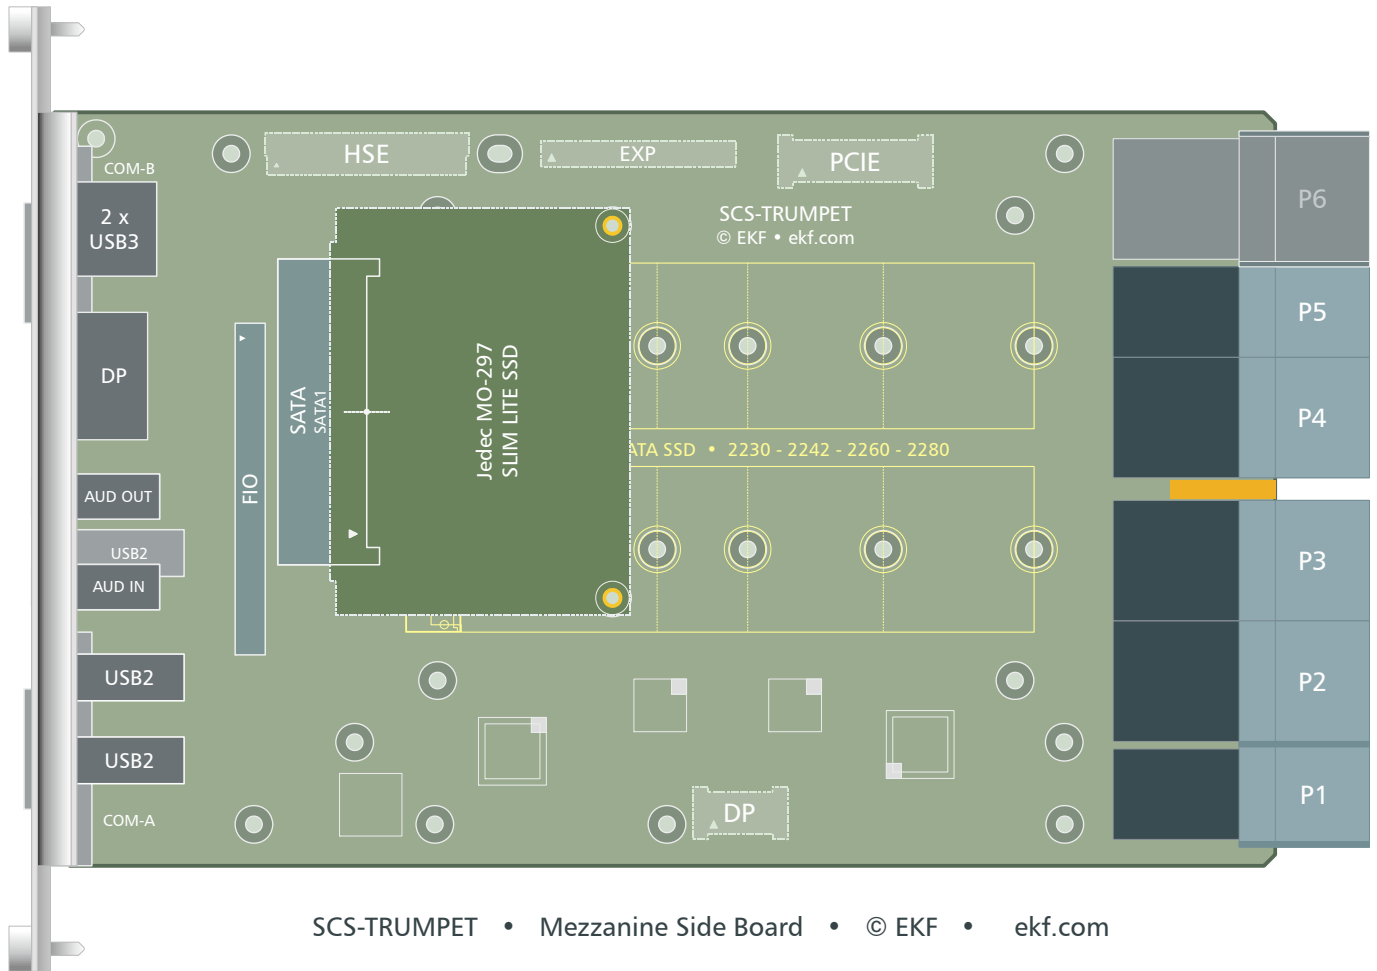 COM-B
HSE
EXP
PCIE
2 x
USB3
SCS-TRUMPET
© EKF • ekf.com
P6
P5
DP
Jedec MO-297
SLIM LITE SSD
SATA
SATA1
P4
ATA SSD • 2230 - 2242 - 2260 - 2280
FIO
AUD OUT
USB2
AUD IN
P3
USB2
P2
USB2
P1
COM-A
DP
SCS-TRUMPET • Mezzanine Side Board • © EKF • ekf.com